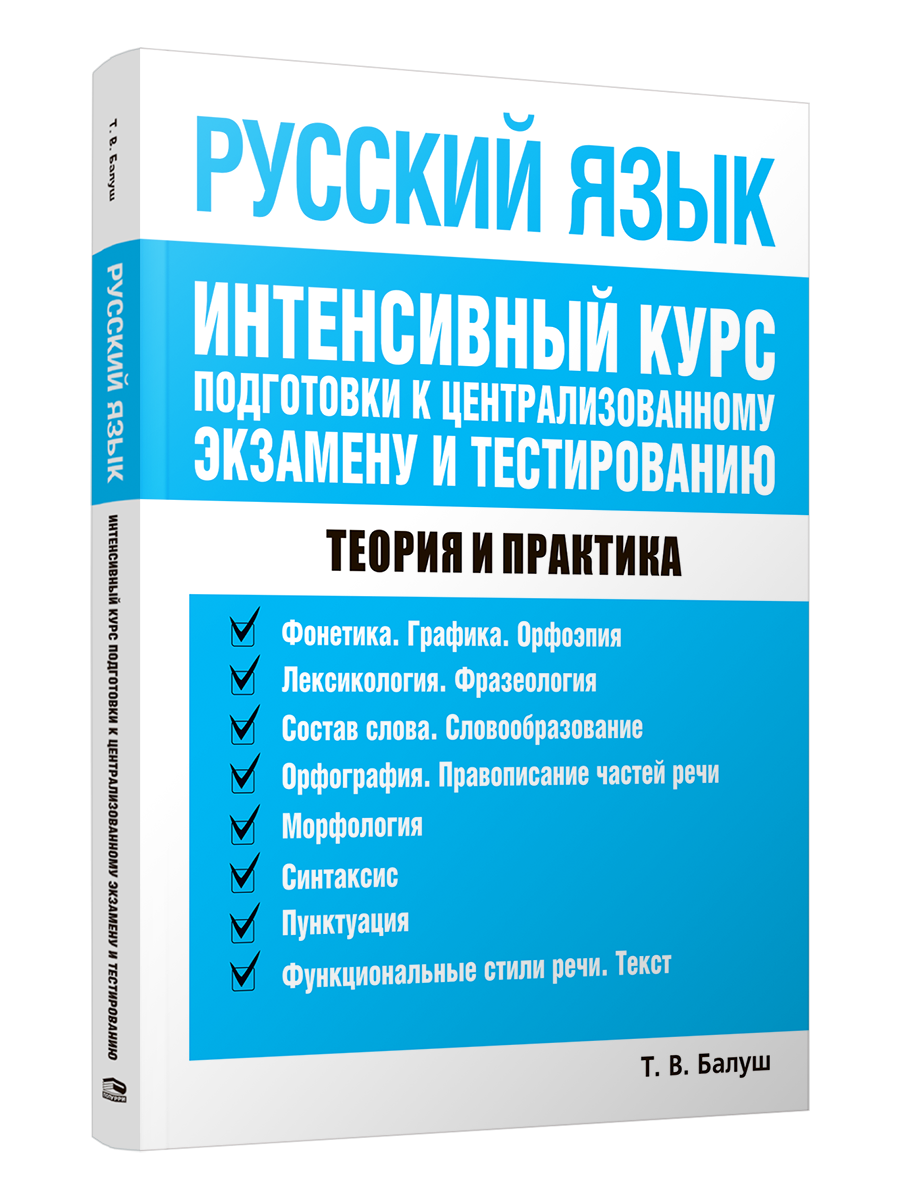 РУССКИЙ ЯЗЫК
ИНТЕНСИВНЫЙ КУРС
ПОДГОТОВКИ К ЦЕНТРАЛИЗОВАННОМУ
ЭКЗАМЕНУ И ТЕСТИРОВАНИЮ
ТЕОРИЯ И ПРАКТИКА
Фонетика. Графика. Орфоэпия
Лексикология. Фразеология
Состав слова. Словообразование
Орфография. Правописание частей речи
Морфология
Синтаксис
Пунктуация
Функциональные стили речи. Текст
Т. В. Балуш
Т. В. Балуш
РУССКИЙ ЯЗЫК
ИНТЕНСИВНЫЙ КУРС ПОДГОТОВКИ К ЦЕНТРАЛИЗОВАННОМУ ЭКЗАМЕНУ И ТЕСТИРОВАНИЮ
ПОПУРРИ